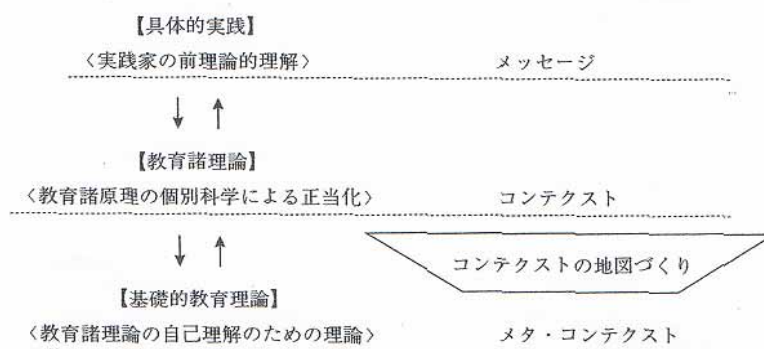 【具体的実践】
〈実践家の前理論的理解〉 メッセージ
↓ ↑
【教育諸理論】
〈教育諸原理の個別科学による正当化〉 コンテクスト
↓ ↑
コンテクストの地図づくり
【基礎的教育理論】
〈教育諸理論の自己理解のための理論〉 メタ・コンテクスト